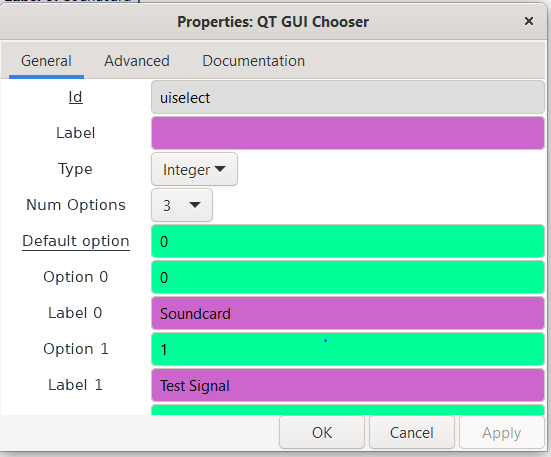 Properties: QT GUI Chooser ×
General Advanced Documentation
Id uiselect
Label
Type Integer
Num Options 3
Default option 0
Option 0 0
Label 0 Soundcard
Option 1 1
Label 1 Test Signal
OK Cancel Apply